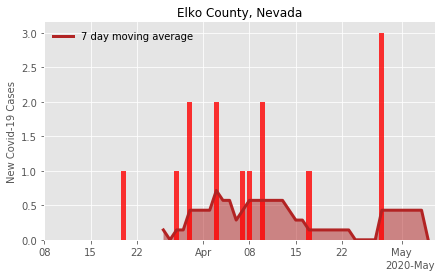 Elko County, Nevada
7 day moving average
New Covid-19 Cases
3.0
2.5
2.0
1.5
1.0
0.5
0.0
08 15 22 Apr 08 15 22 May
2020-May